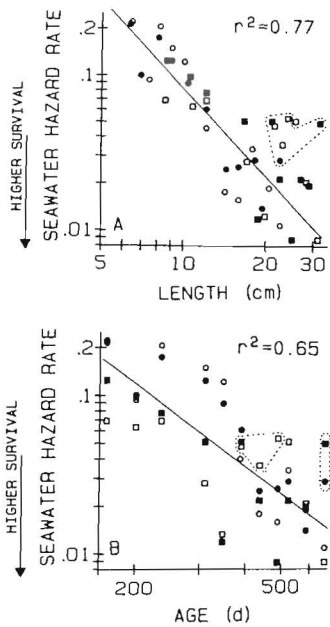 HIGHER SURVIVAL
SEAWATER HAZARD RATE
r²=0.77
.2
.1
.01
A
5 10 20 30
LENGTH (cm)
HIGHER SURVIVAL
SEAWATER HAZARD RATE
r²=0.65
.2
.1
.01
B
200 500
AGE (d)